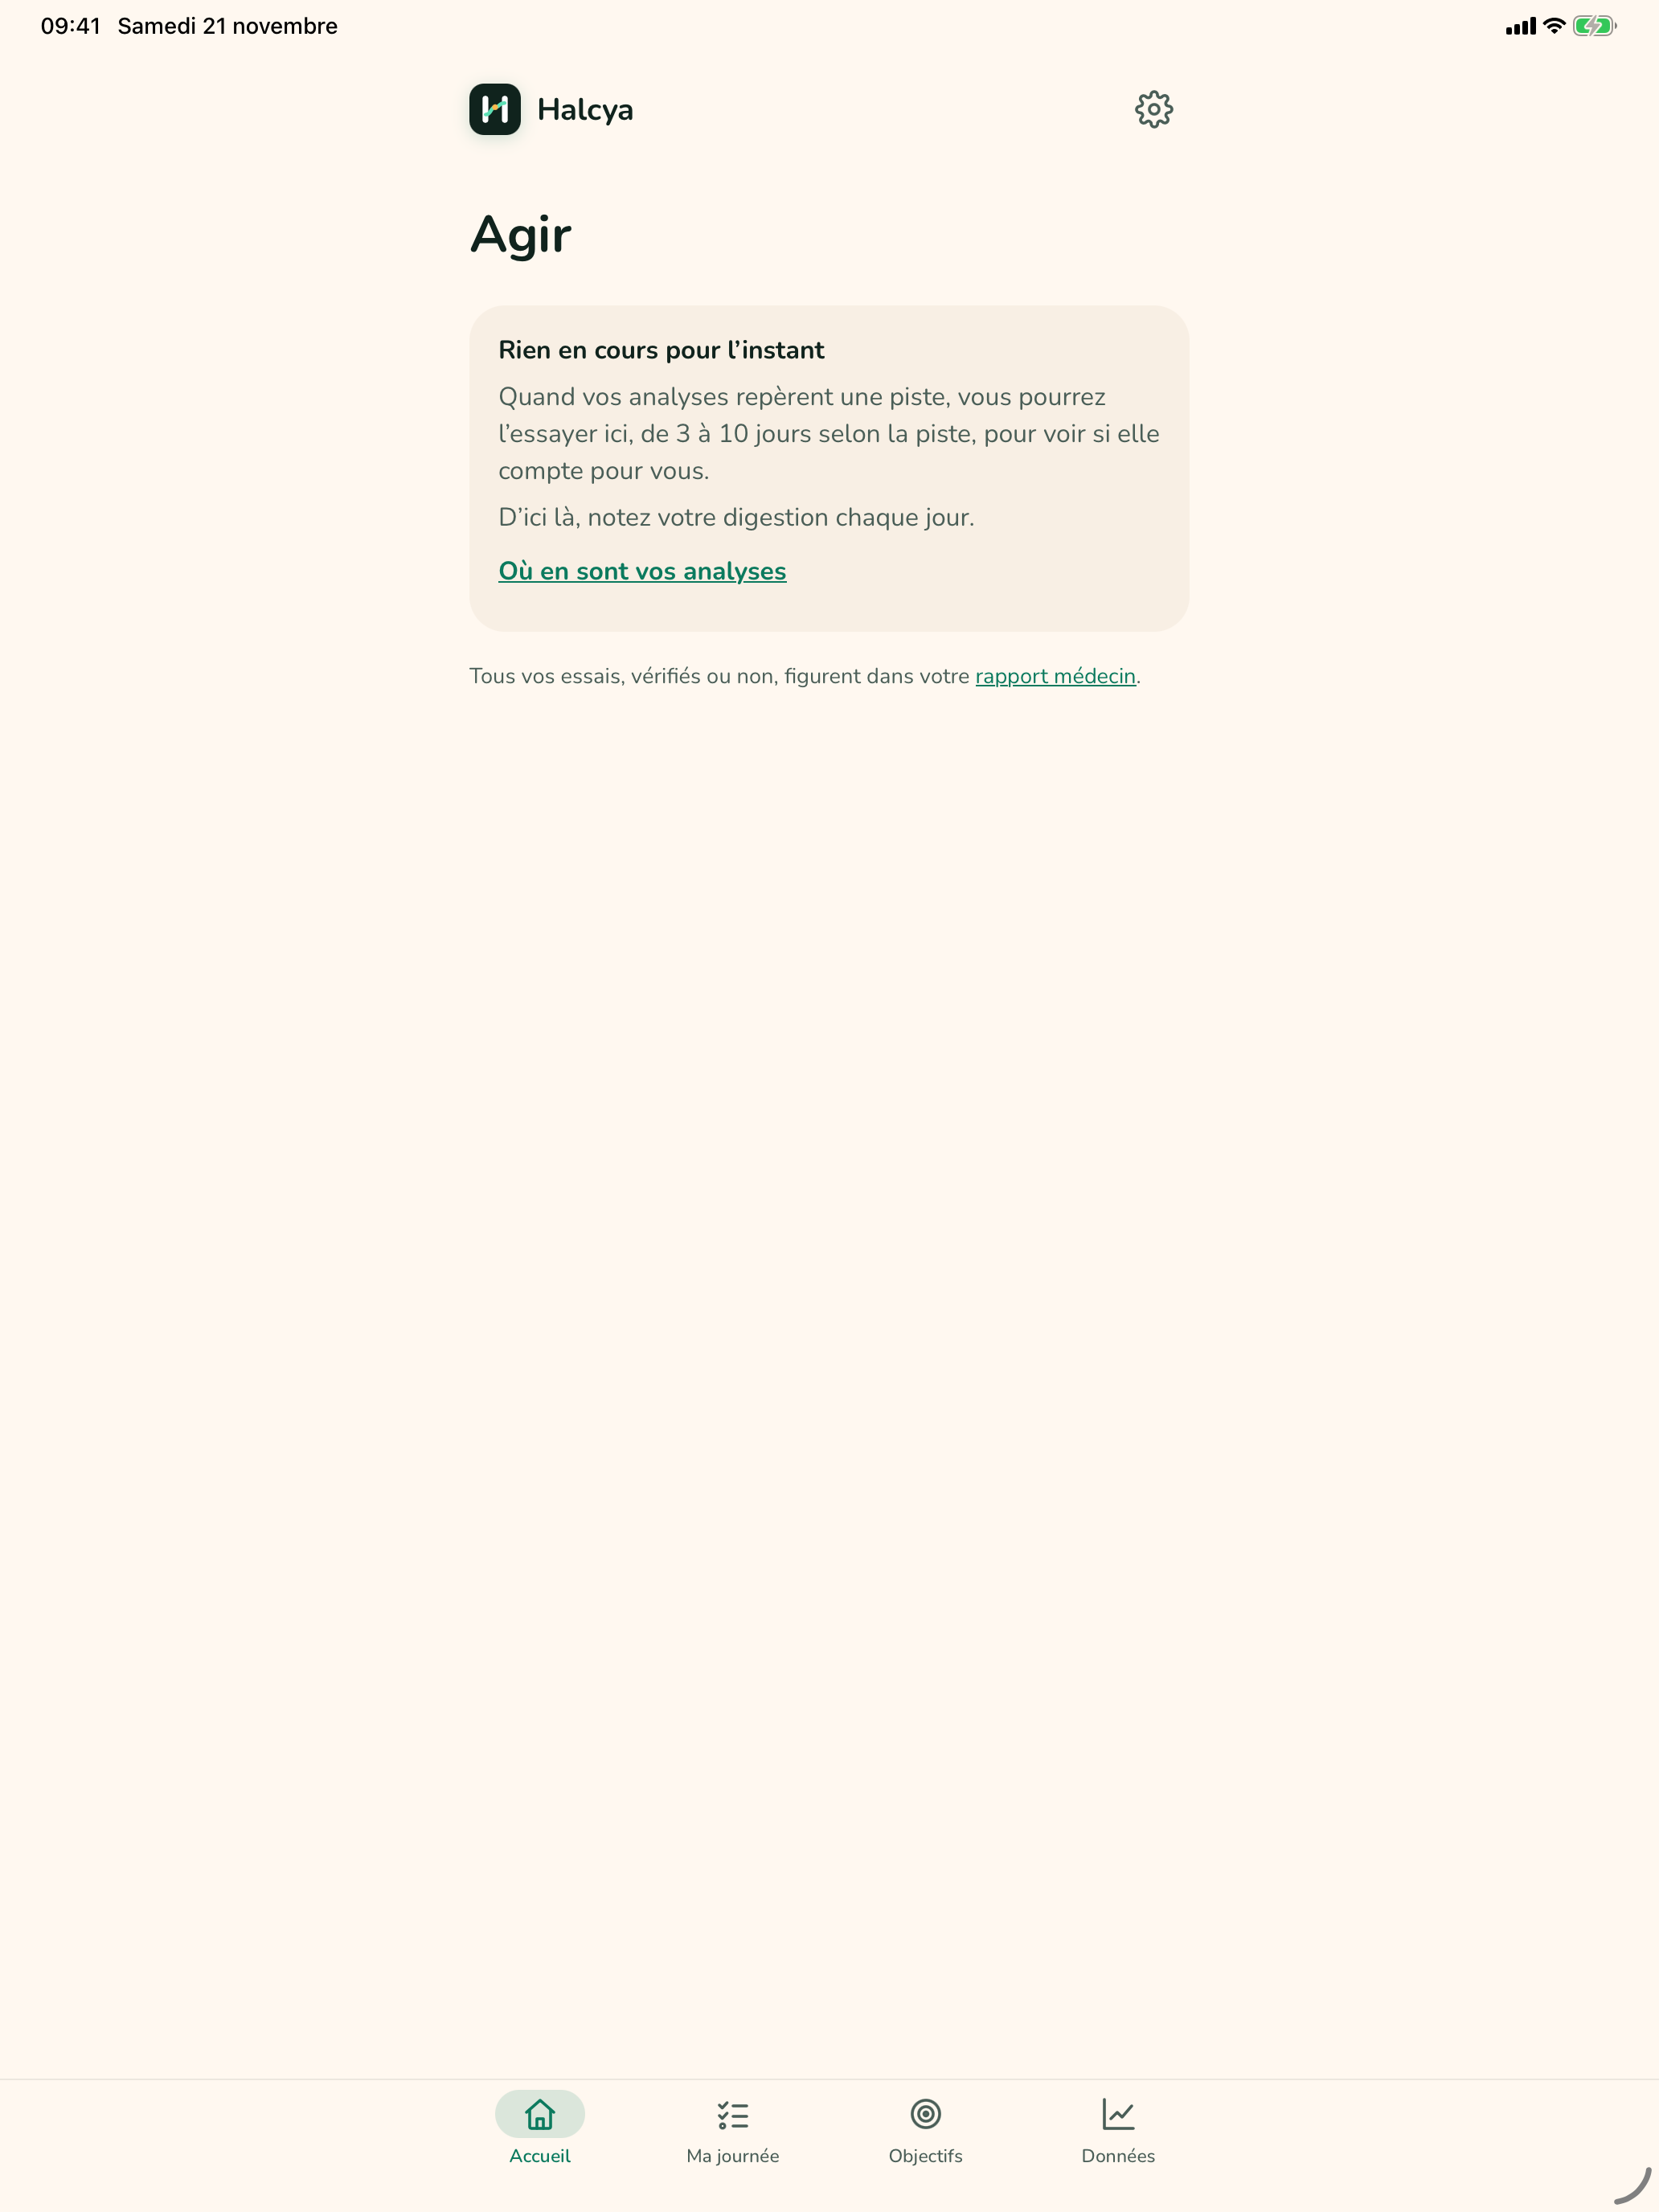 09:41 Samedi 21 novembre
Halcya
Agir
Rien en cours pour l’instant
Quand vos analyses repèrent une piste, vous pourrez
l’essayer ici, de 3 à 10 jours selon la piste, pour voir si elle
compte pour vous.
D’ici là, notez votre digestion chaque jour.
Où en sont vos analyses
Tous vos essais, vérifiés ou non, figurent dans votre rapport médecin.
Accueil
Ma journée
Objectifs
Données